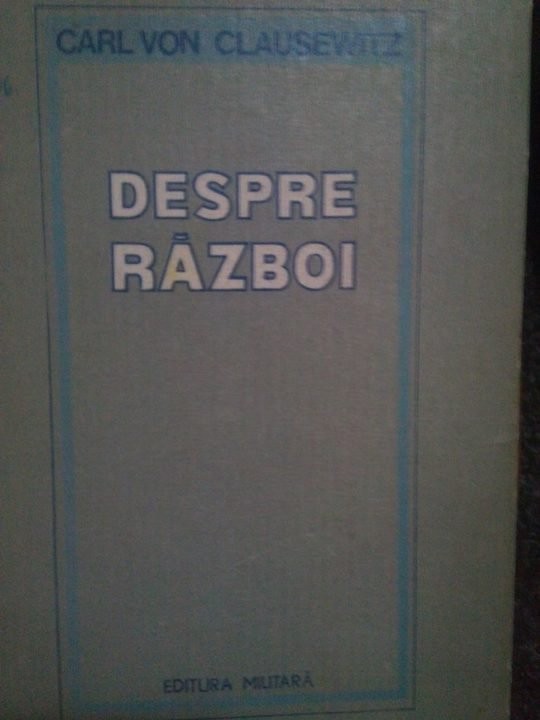 CARL VON CLAUSEWITZ
DESPRE
RĂZBOI
EDITURA MILITARĂ